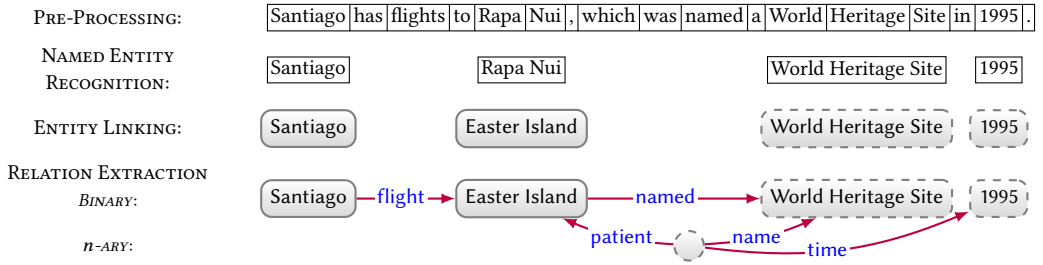 Pre-Processing: Santiago has flights to Rapa Nui , which was named a World Heritage Site in 1995 .
Named Entity
Recognition: Santiago Rapa Nui World Heritage Site 1995
Entity Linking: Santiago Easter Island World Heritage Site 1995
Relation Extraction
Binary: Santiago flight Easter Island named World Heritage Site 1995
n-ary: patient name time